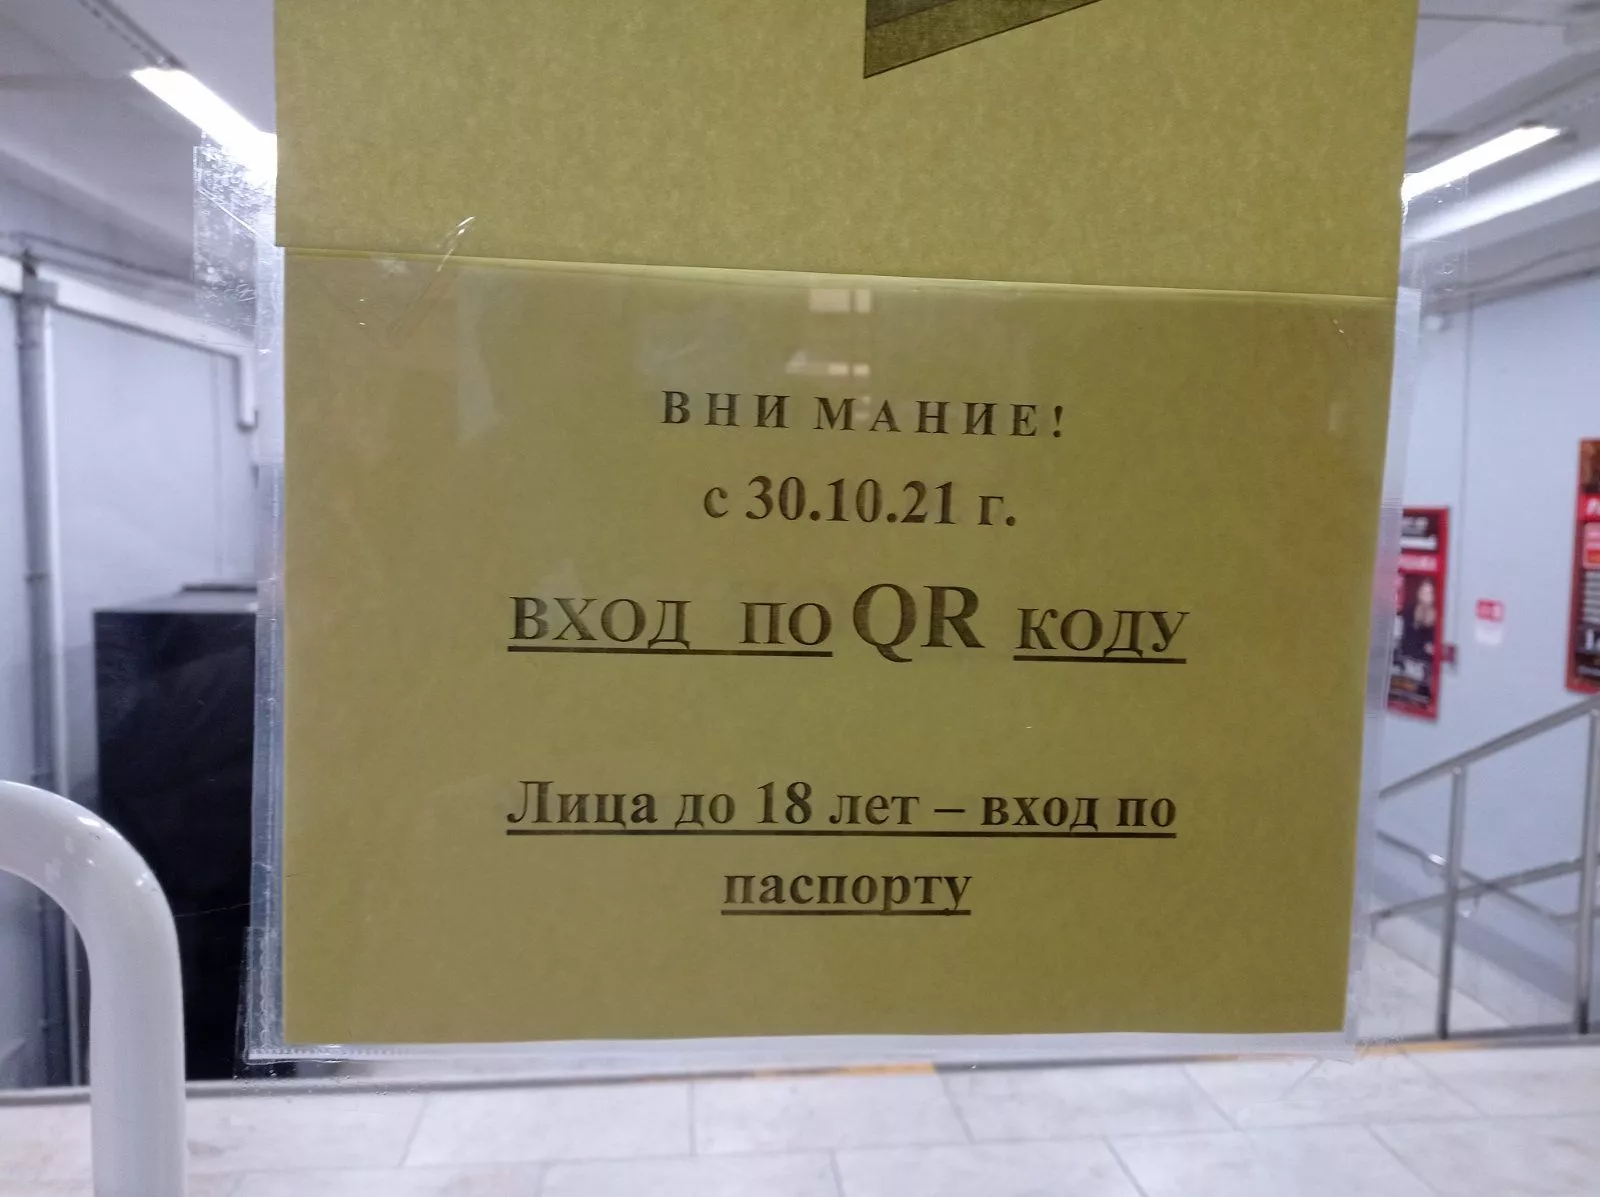 ВНИМАНИЕ!
с 30.10.21 г.
ВХОД ПО QR КОДУ
Лица до 18 лет – вход по
паспорту